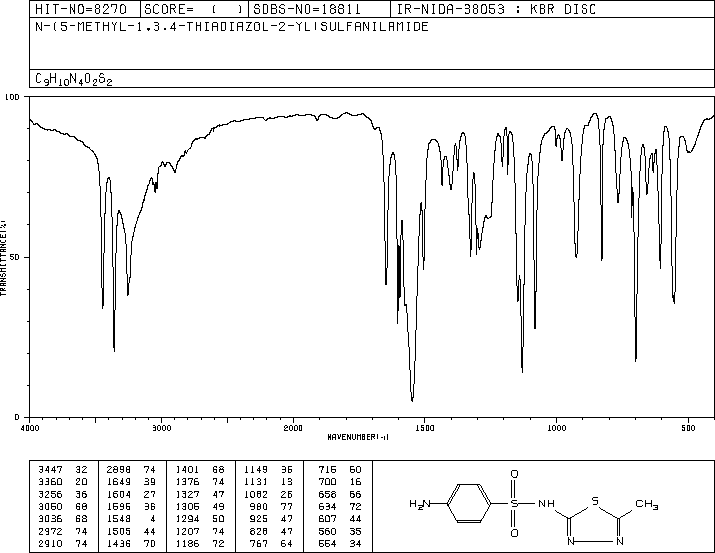 HIT-NO=8270 SCORE= ( ) SDBS-NO=18811 IR-NIDA-38053 : KBR DISC
N-(5-METHYL-1,3,4-THIADIAZOL-2-YL)SULFANILAMIDE
C9H10N4O2S2
100
TRANSMITTANCE(%)
50
0
4000 3000 2000 1500 1000 500
WAVENUMBER(-1)
3447 32 2898 74 1401 68 1149 35 715 60
3360 20 1649 39 1376 74 1131 13 700 16
3256 36 1604 27 1327 47 1082 26 658 66
3060 68 1596 36 1305 49 980 77 634 72
3036 68 1548 4 1294 50 925 47 607 44
2972 74 1505 44 1207 74 828 47 560 35
2910 74 1436 70 1186 72 767 64 554 34
O
H2N S NH S CH3
O N N